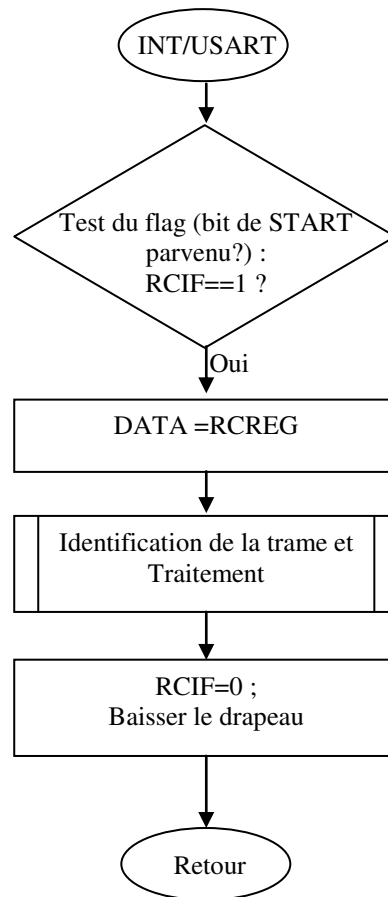 INT/USART
Test du flag (bit de START
parvenu?) :
RCIF==1 ?
Oui
DATA =RCREG
Identification de la trame et
Traitement
RCIF=0 ;
Baisser le drapeau
Retour